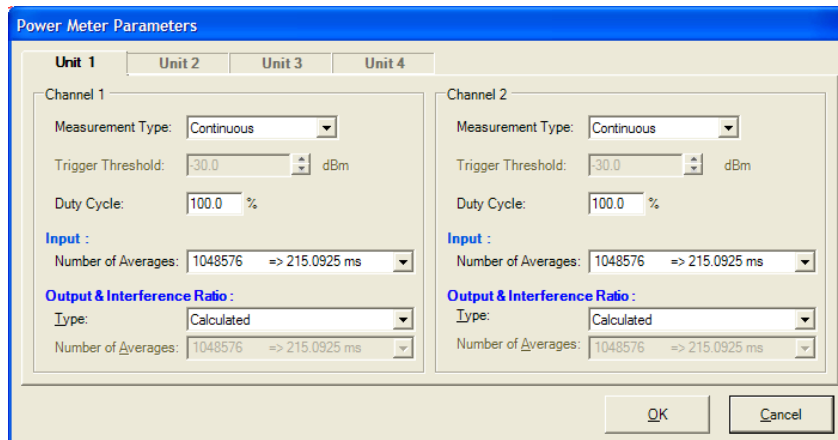 Power Meter Parameters
Unit 1 Unit 2 Unit 3 Unit 4
Channel 1
Measurement Type: Continuous
Trigger Threshold: -30.0 dBm
Duty Cycle: 100.0 %
Input :
Number of Averages: 1048576 => 215.0925 ms
Output & Interference Ratio :
Type: Calculated
Number of Averages: 1048576 => 215.0925 ms
Channel 2
Measurement Type: Continuous
Trigger Threshold: -30.0 dBm
Duty Cycle: 100.0 %
Input :
Number of Averages: 1048576 => 215.0925 ms
Output & Interference Ratio :
Type: Calculated
Number of Averages: 1048576 => 215.0925 ms
OK Cancel